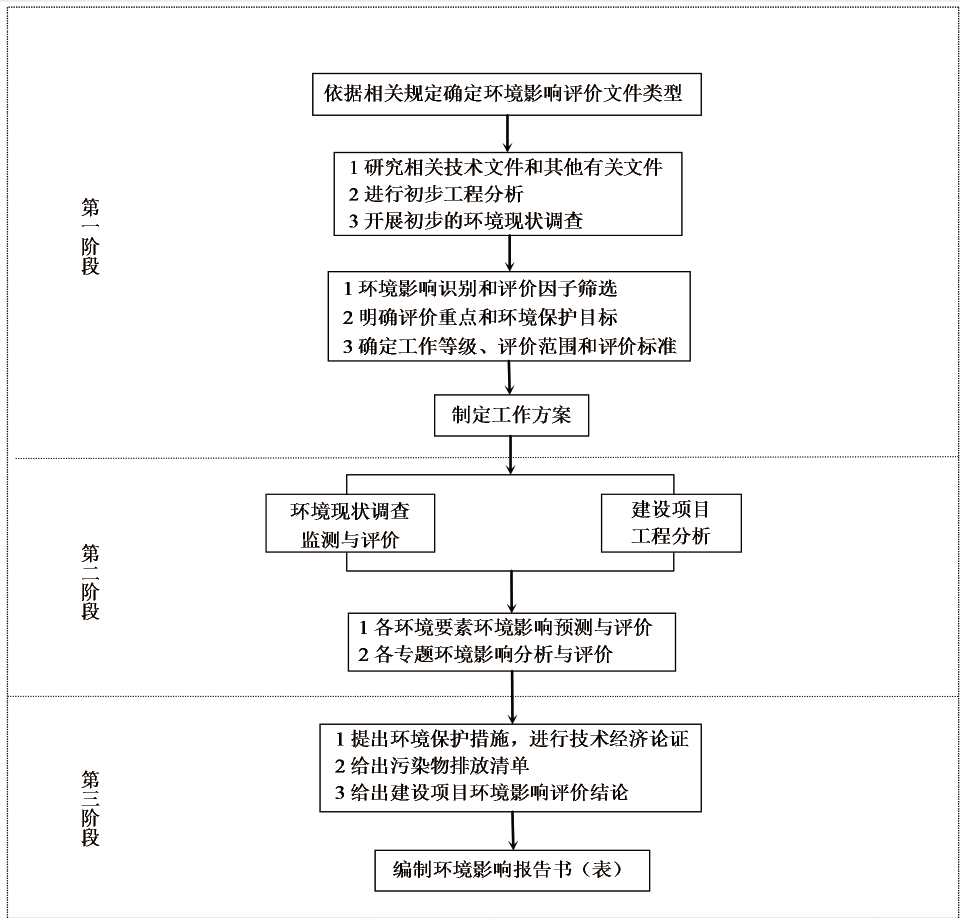 依据相关规定确定环境影响评价文件类型
1 研究相关技术文件和其他有关文件
2 进行初步工程分析
3 开展初步的环境现状调查
第一阶段
1 环境影响识别和评价因子筛选
2 明确评价重点和环境保护目标
3 确定工作等级、评价范围和评价标准
制定工作方案
环境现状调查
监测与评价
建设项目
工程分析
第二阶段
1 各环境要素环境影响预测与评价
2 各专题环境影响分析与评价
1 提出环境保护措施，进行技术经济论证
2 给出污染物排放清单
3 给出建设项目环境影响评价结论
第三阶段
编制环境影响报告书（表）